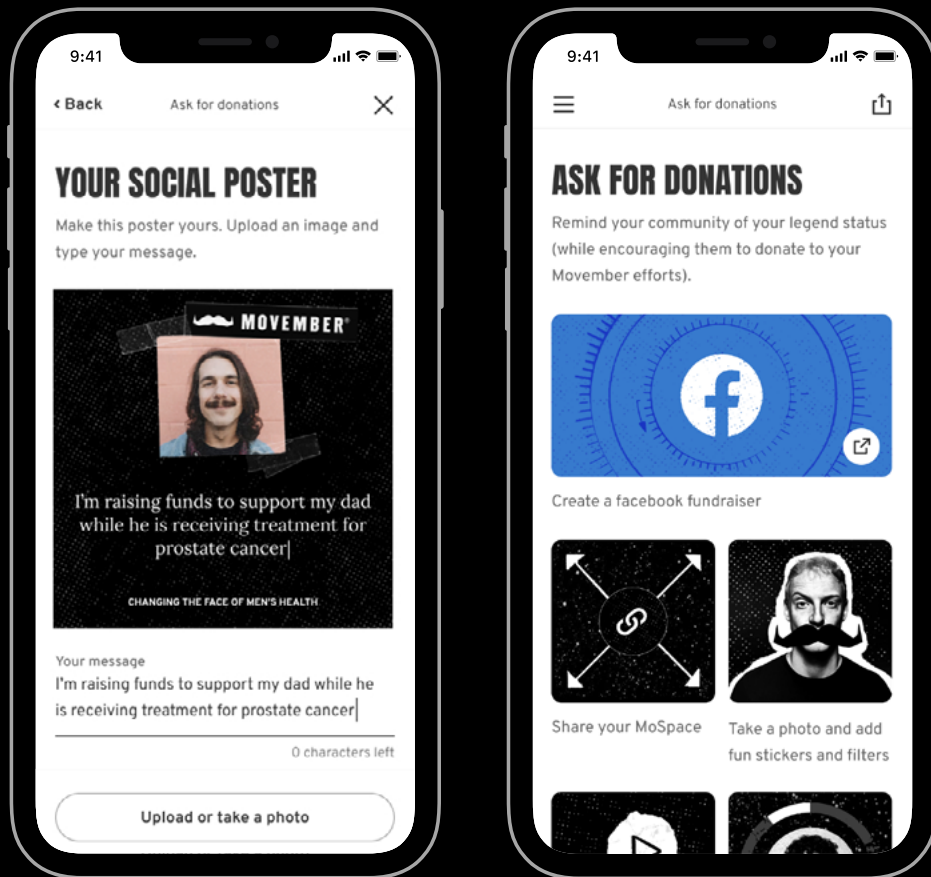 9:41
‹ Back
Ask for donations
YOUR SOCIAL POSTER
Make this poster yours. Upload an image and
type your message.
MOVEMBER®
I'm raising funds to support my dad
while he is receiving treatment for
prostate cancer
CHANGING THE FACE OF MEN'S HEALTH
Your message
I'm raising funds to support my dad while he
is receiving treatment for prostate cancer
0 characters left
Upload or take a photo
9:41
Ask for donations
ASK FOR DONATIONS
Remind your community of your legend status
(while encouraging them to donate to your
Movember efforts).
f
Create a facebook fundraiser
Share your MoSpace
Take a photo and add
fun stickers and filters